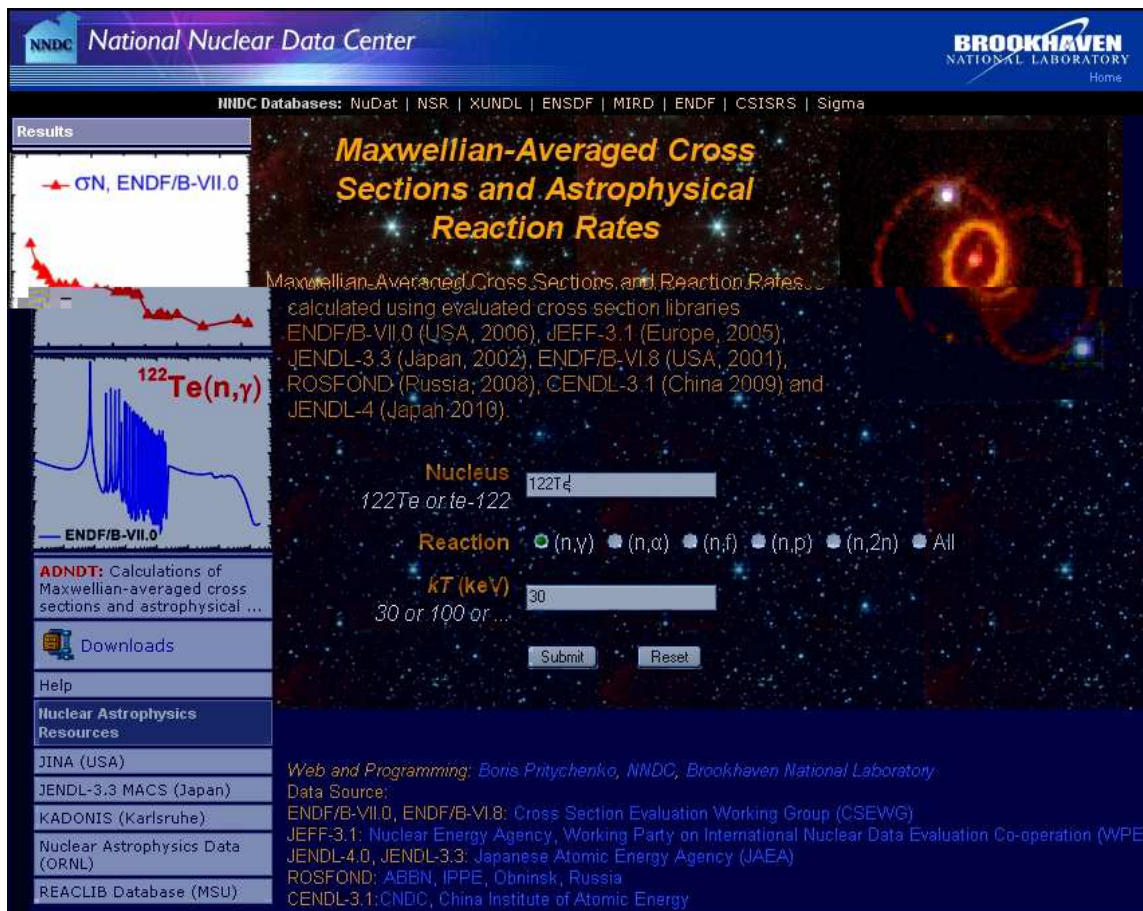 NNDC National Nuclear Data Center
BROOKHAVEN
NATIONAL LABORATORY
Home
NNDC Databases: NuDat | NSR | XUNDL | ENSDF | MIRD | ENDF | CSISRS | Sigma
Results
σN, ENDF/B-VII.0
122Te(n,γ)
ENDF/B-VII.0
ADNDT: Calculations of
Maxwellian-averaged cross
sections and astrophysical ...
Downloads
Help
Nuclear Astrophysics
Resources
JINA (USA)
JENDL-3.3 MACS (Japan)
KADONIS (Karlsruhe)
Nuclear Astrophysics Data
(ORNL)
REACLIB Database (MSU)
Maxwellian-Averaged Cross
Sections and Astrophysical
Reaction Rates
Maxwellian-Averaged Cross Sections and Reaction Rates
calculated using evaluated cross section libraries
ENDF/B-VII.0 (USA, 2006), JEFF-3.1 (Europe, 2005),
JENDL-3.3 (Japan, 2002), ENDF/B-VI.8 (USA, 2001),
ROSFOND (Russia, 2008), CENDL-3.1 (China 2009) and
JENDL-4 (Japan 2010).
Nucleus 122Te
122Te or te-122
Reaction (n,γ) (n,α) (n,f) (n,p) (n,2n) All
kT (keV) 30
30 or 100 or ...
Submit Reset
Web and Programming: Boris Pritychenko, NNDC, Brookhaven National Laboratory
Data Source:
ENDF/B-VII.0, ENDF/B-VI.8: Cross Section Evaluation Working Group (CSEWG)
JEFF-3.1: Nuclear Energy Agency, Working Party on International Nuclear Data Evaluation Co-operation (WPE
JENDL-4.0, JENDL-3.3: Japanese Atomic Energy Agency (JAEA)
ROSFOND: ABBN, IPPE, Obninsk, Russia
CENDL-3.1:CNDC, China Institute of Atomic Energy